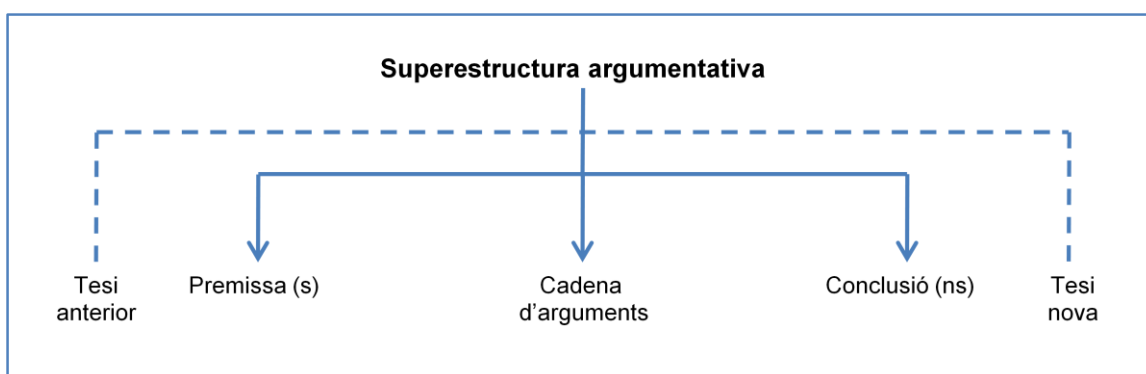 Superestructura argumentativa
Tesi
anterior
Premissa (s)
Cadena
d'arguments
Conclusió (ns)
Tesi
nova